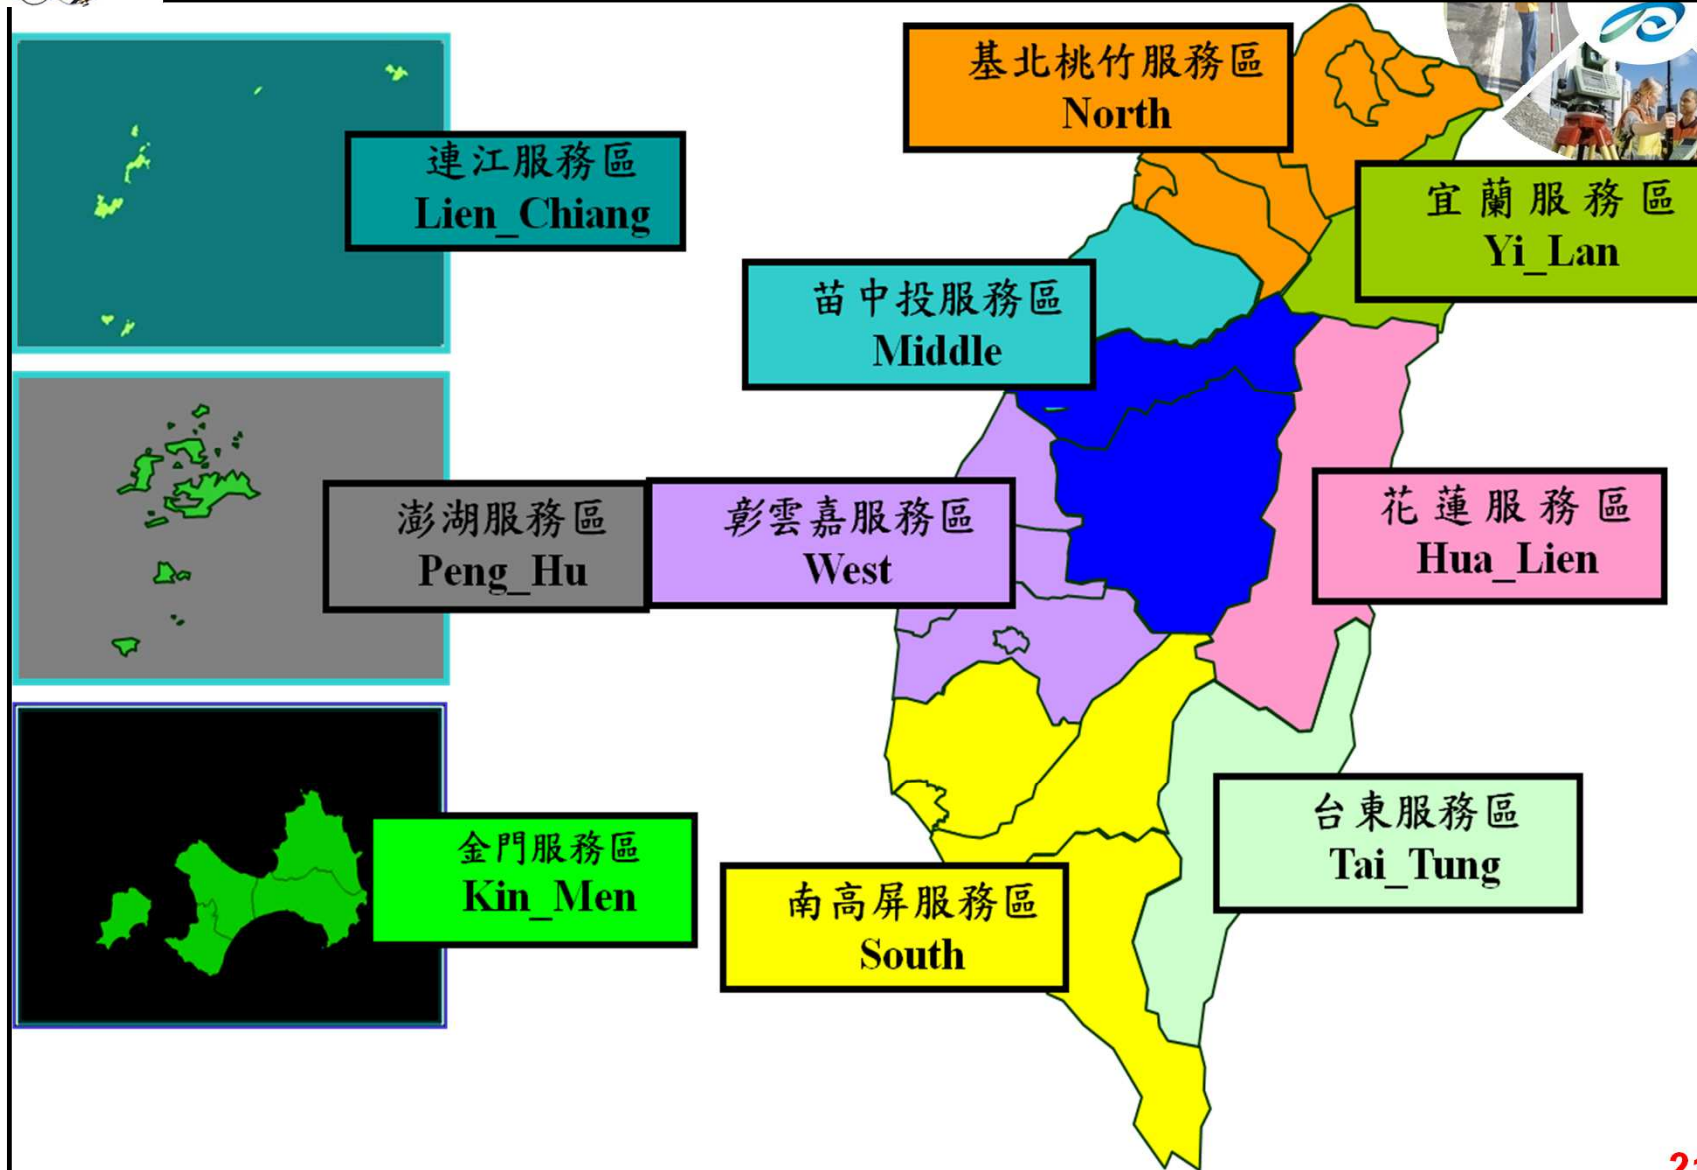 基北桃竹服務區
North
連江服務區
Lien_Chiang
宜蘭服務區
Yi_Lan
苗中投服務區
Middle
澎湖服務區
Peng_Hu
彰雲嘉服務區
West
花蓮服務區
Hua_Lien
台東服務區
Tai_Tung
金門服務區
Kin_Men
南高屏服務區
South